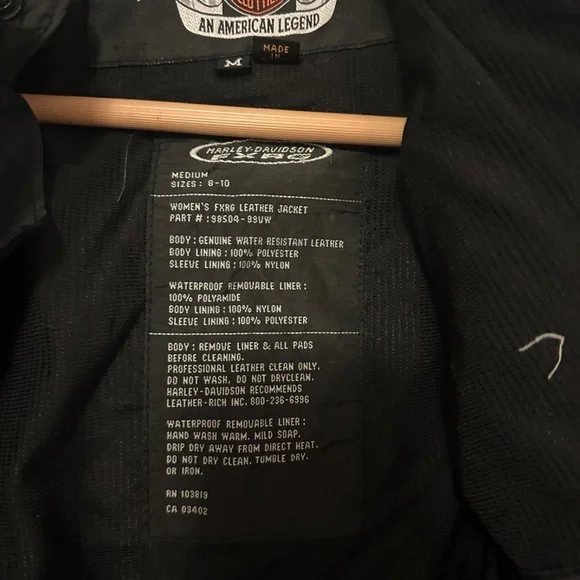 CLOTHES
AN AMERICAN LEGEND
M
MADE
IN
HARLEY-DAVIDSON
FXRG
MEDIUM
SIZES : 8-10
WOMEN'S FXRG LEATHER JACKET
PART # : 98504-99VW
BODY : GENUINE WATER RESISTANT LEATHER
BODY LINING : 100% POLYESTER
SLEEVE LINING : 100% NYLON
WATERPROOF REMOVABLE LINER :
100% POLYAMIDE
BODY LINING : 100% NYLON
SLEEVE LINING : 100% POLYESTER
BODY : REMOVE LINER & ALL PADS
BEFORE CLEANING.
PROFESSIONAL LEATHER CLEAN ONLY.
DO NOT WASH. DO NOT DRYCLEAN.
HARLEY-DAVIDSON RECOMMENDS
LEATHER-RICH INC. 800-236-6996
WATERPROOF REMOVABLE LINER :
HAND WASH WARM. MILD SOAP.
DRIP DRY AWAY FROM DIRECT HEAT.
DO NOT DRY CLEAN. TUMBLE DRY.
OR IRON.
RN 103819
CA 03402